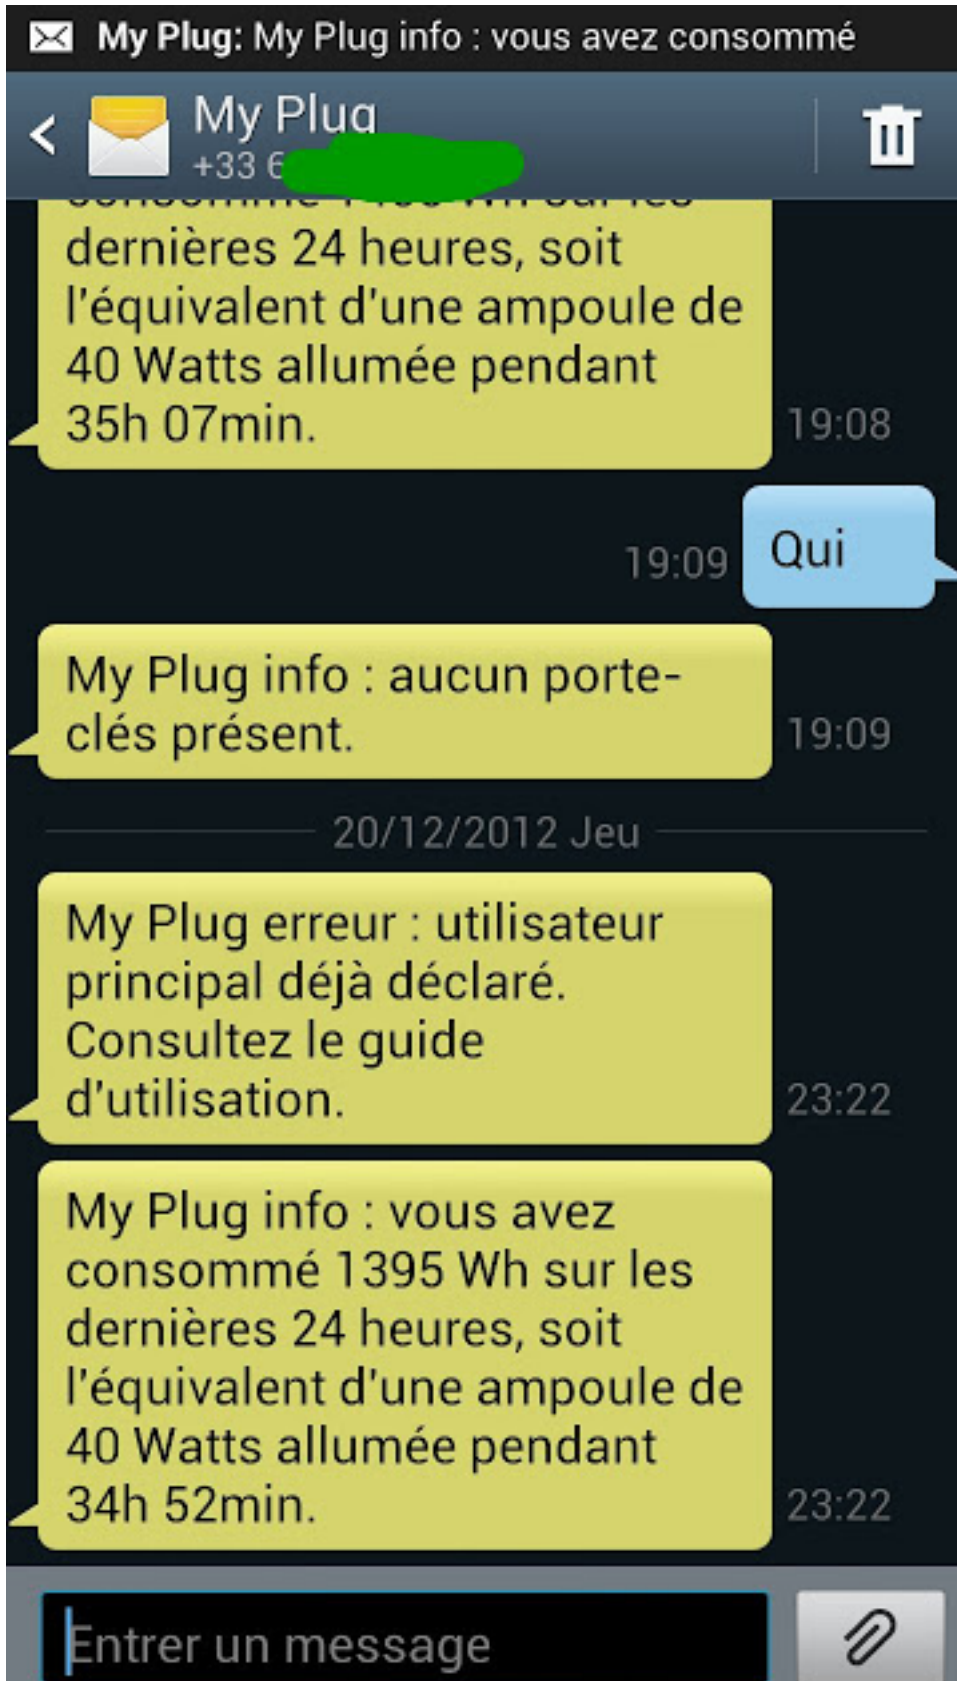 My Plug: My Plug info : vous avez consommé
My Plug
+33 6
dernières 24 heures, soit
l'équivalent d'une ampoule de
40 Watts allumée pendant
35h 07min.
19:08
Qui
19:09
My Plug info : aucun porte-
clés présent.
19:09
20/12/2012 Jeu
My Plug erreur : utilisateur
principal déjà déclaré.
Consultez le guide
d'utilisation.
23:22
My Plug info : vous avez
consommé 1395 Wh sur les
dernières 24 heures, soit
l'équivalent d'une ampoule de
40 Watts allumée pendant
34h 52min.
23:22
Entrer un message